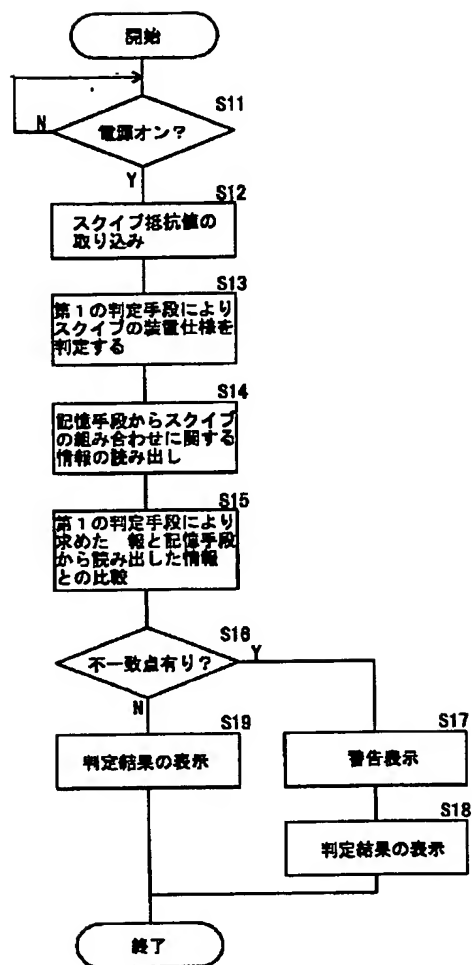 開始
S11
電源オン?
N
Y
S12
スクイブ抵抗値の
取り込み
S13
第1の判定手段により
スクイブの装置仕様を
判定する
S14
記憶手段からスクイブ
の組み合わせに関する
情報の読み出し
S15
第1の判定手段により
求めた 報と記憶手段
から読み出した情報
との比較
S16
不一致点有り?
Y
N
S19
判定結果の表示
S17
警告表示
S18
判定結果の表示
終了